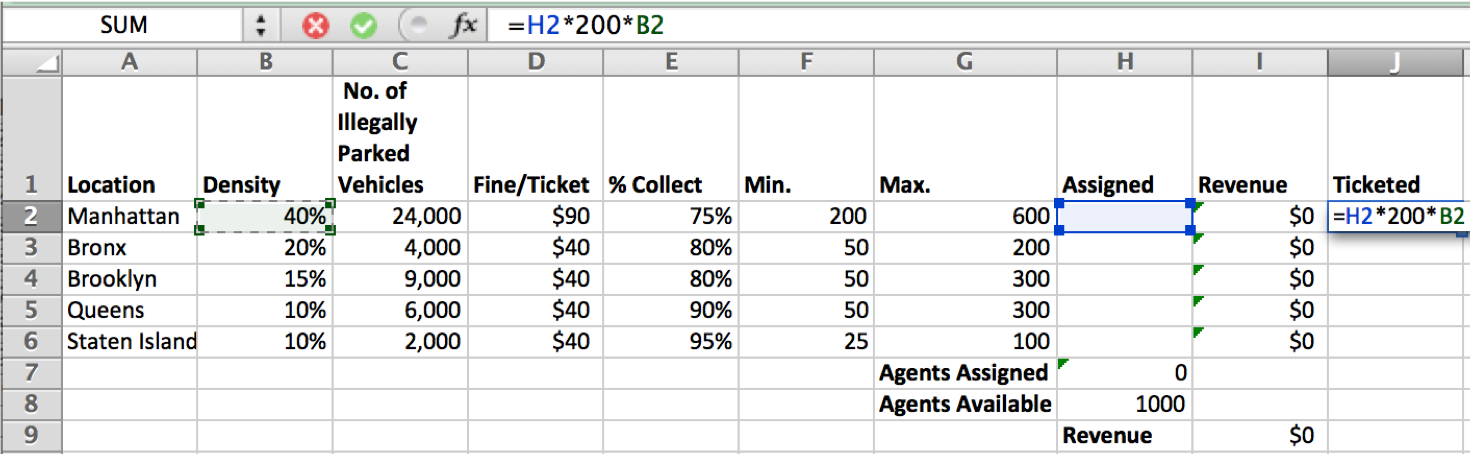 SUM fx =H2*200*B2
A B C D E F G H I J
No. of
Illegally
Parked
1 Location Density Vehicles Fine/Ticket % Collect Min. Max. Assigned Revenue Ticketed
2 Manhattan 40% 24,000 $90 75% 200 600 $0 =H2*200*B2
3 Bronx 20% 4,000 $40 80% 50 200 $0
4 Brooklyn 15% 9,000 $40 80% 50 300 $0
5 Queens 10% 6,000 $40 90% 50 300 $0
6 Staten Island 10% 2,000 $40 95% 25 100 $0
7 Agents Assigned 0
8 Agents Available 1000
9 Revenue $0